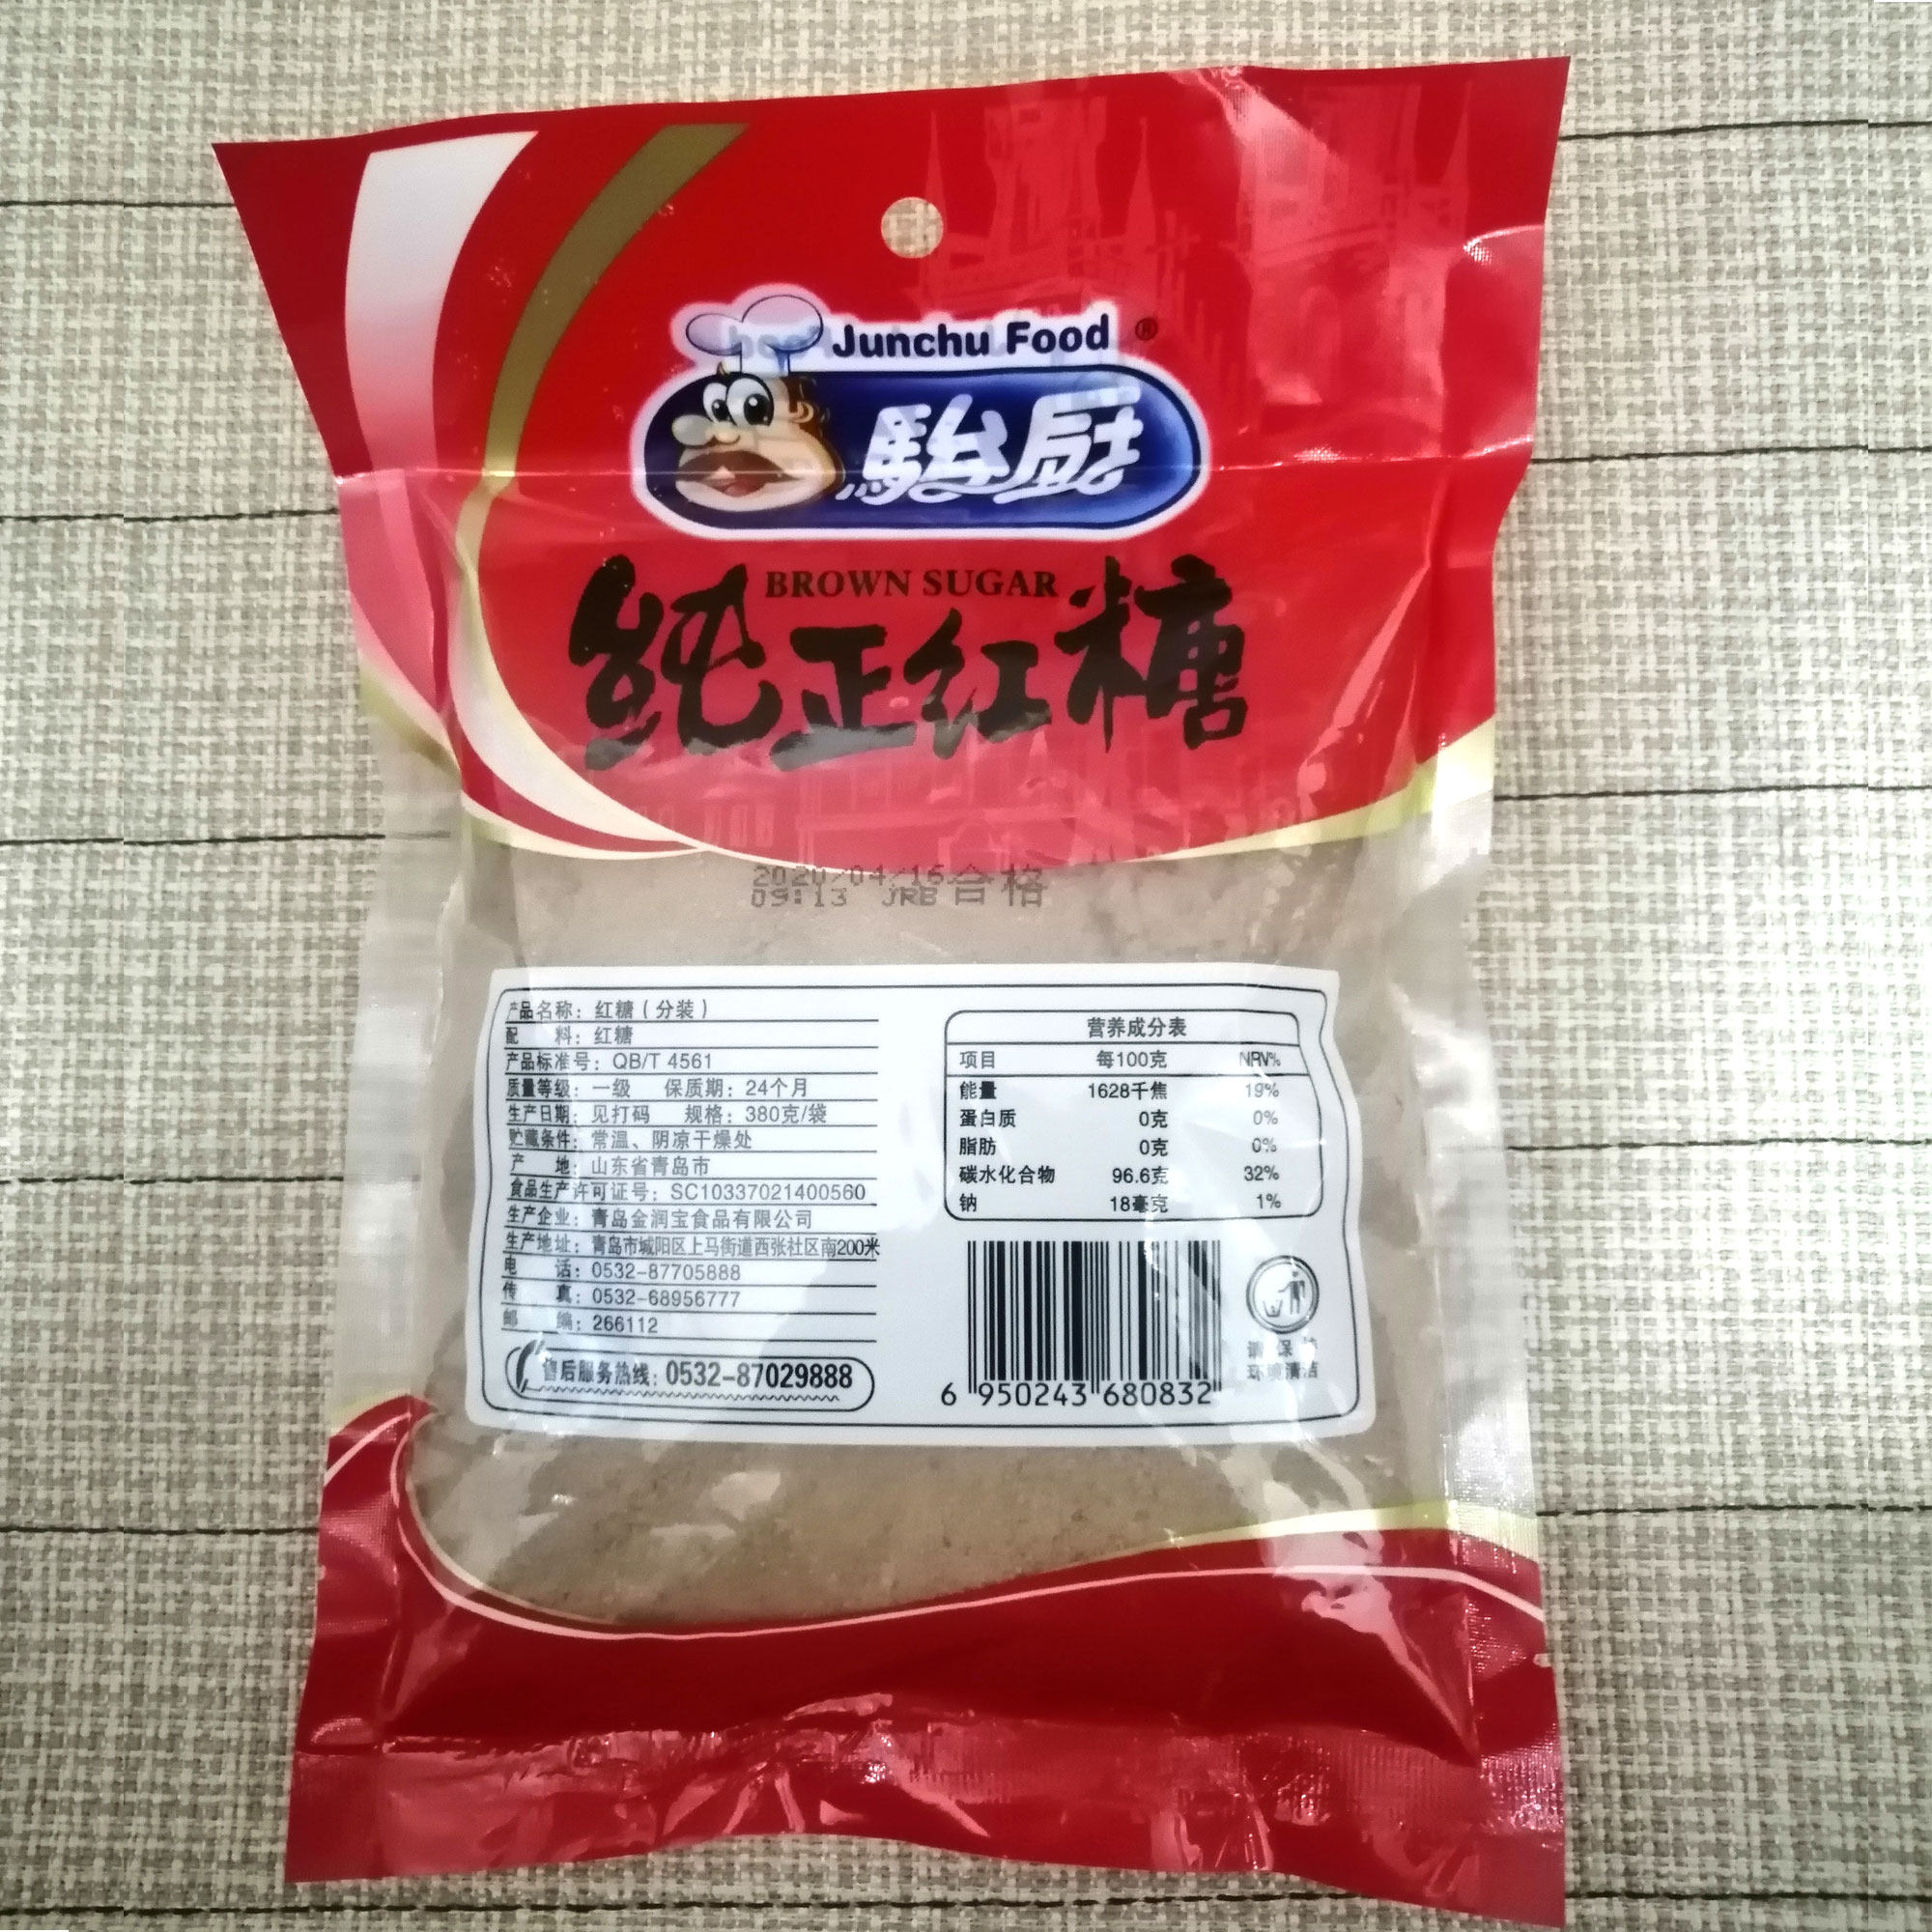 Junchu Food ®
駿厨
BROWN SUGAR
纯正红糖
2020/04/16 合格
09:13 JRB
产品名称：红糖（分装）
配 料：红糖
产品标准号：QB/T 4561
质量等级：一级 保质期：24个月
生产日期：见打码 规格：380克/袋
贮藏条件：常温、阴凉干燥处
产 地：山东省青岛市
食品生产许可证号：SC10337021400560
生产企业：青岛金润宝食品有限公司
生产地址：青岛市城阳区上马街道西张社区南200米
电 话：0532-87705888
传 真：0532-68956777
邮 编：266112
售后服务热线：0532-87029888
营养成分表
项目 每100克 NRV%
能量 1628千焦 19%
蛋白质 0克 0%
脂肪 0克 0%
碳水化合物 96.6克 32%
钠 18毫克 1%
6 950243 680832
请保持
环境清洁